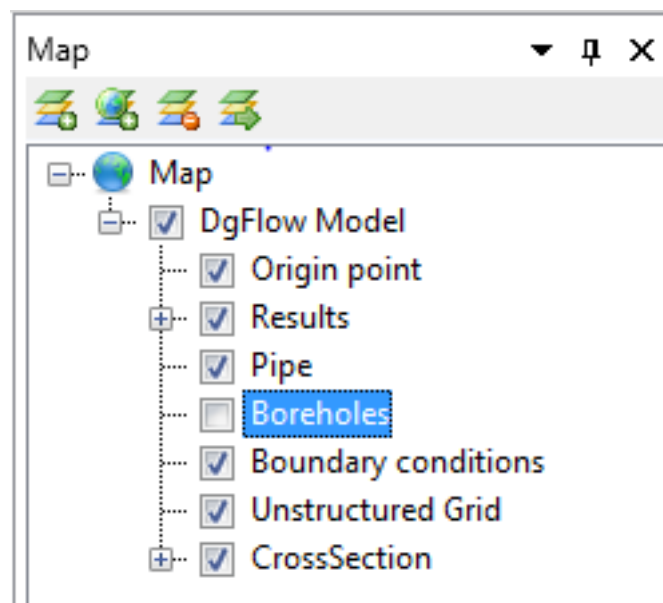 Map
Map
DgFlow Model
Origin point
Results
Pipe
Boreholes
Boundary conditions
Unstructured Grid
CrossSection